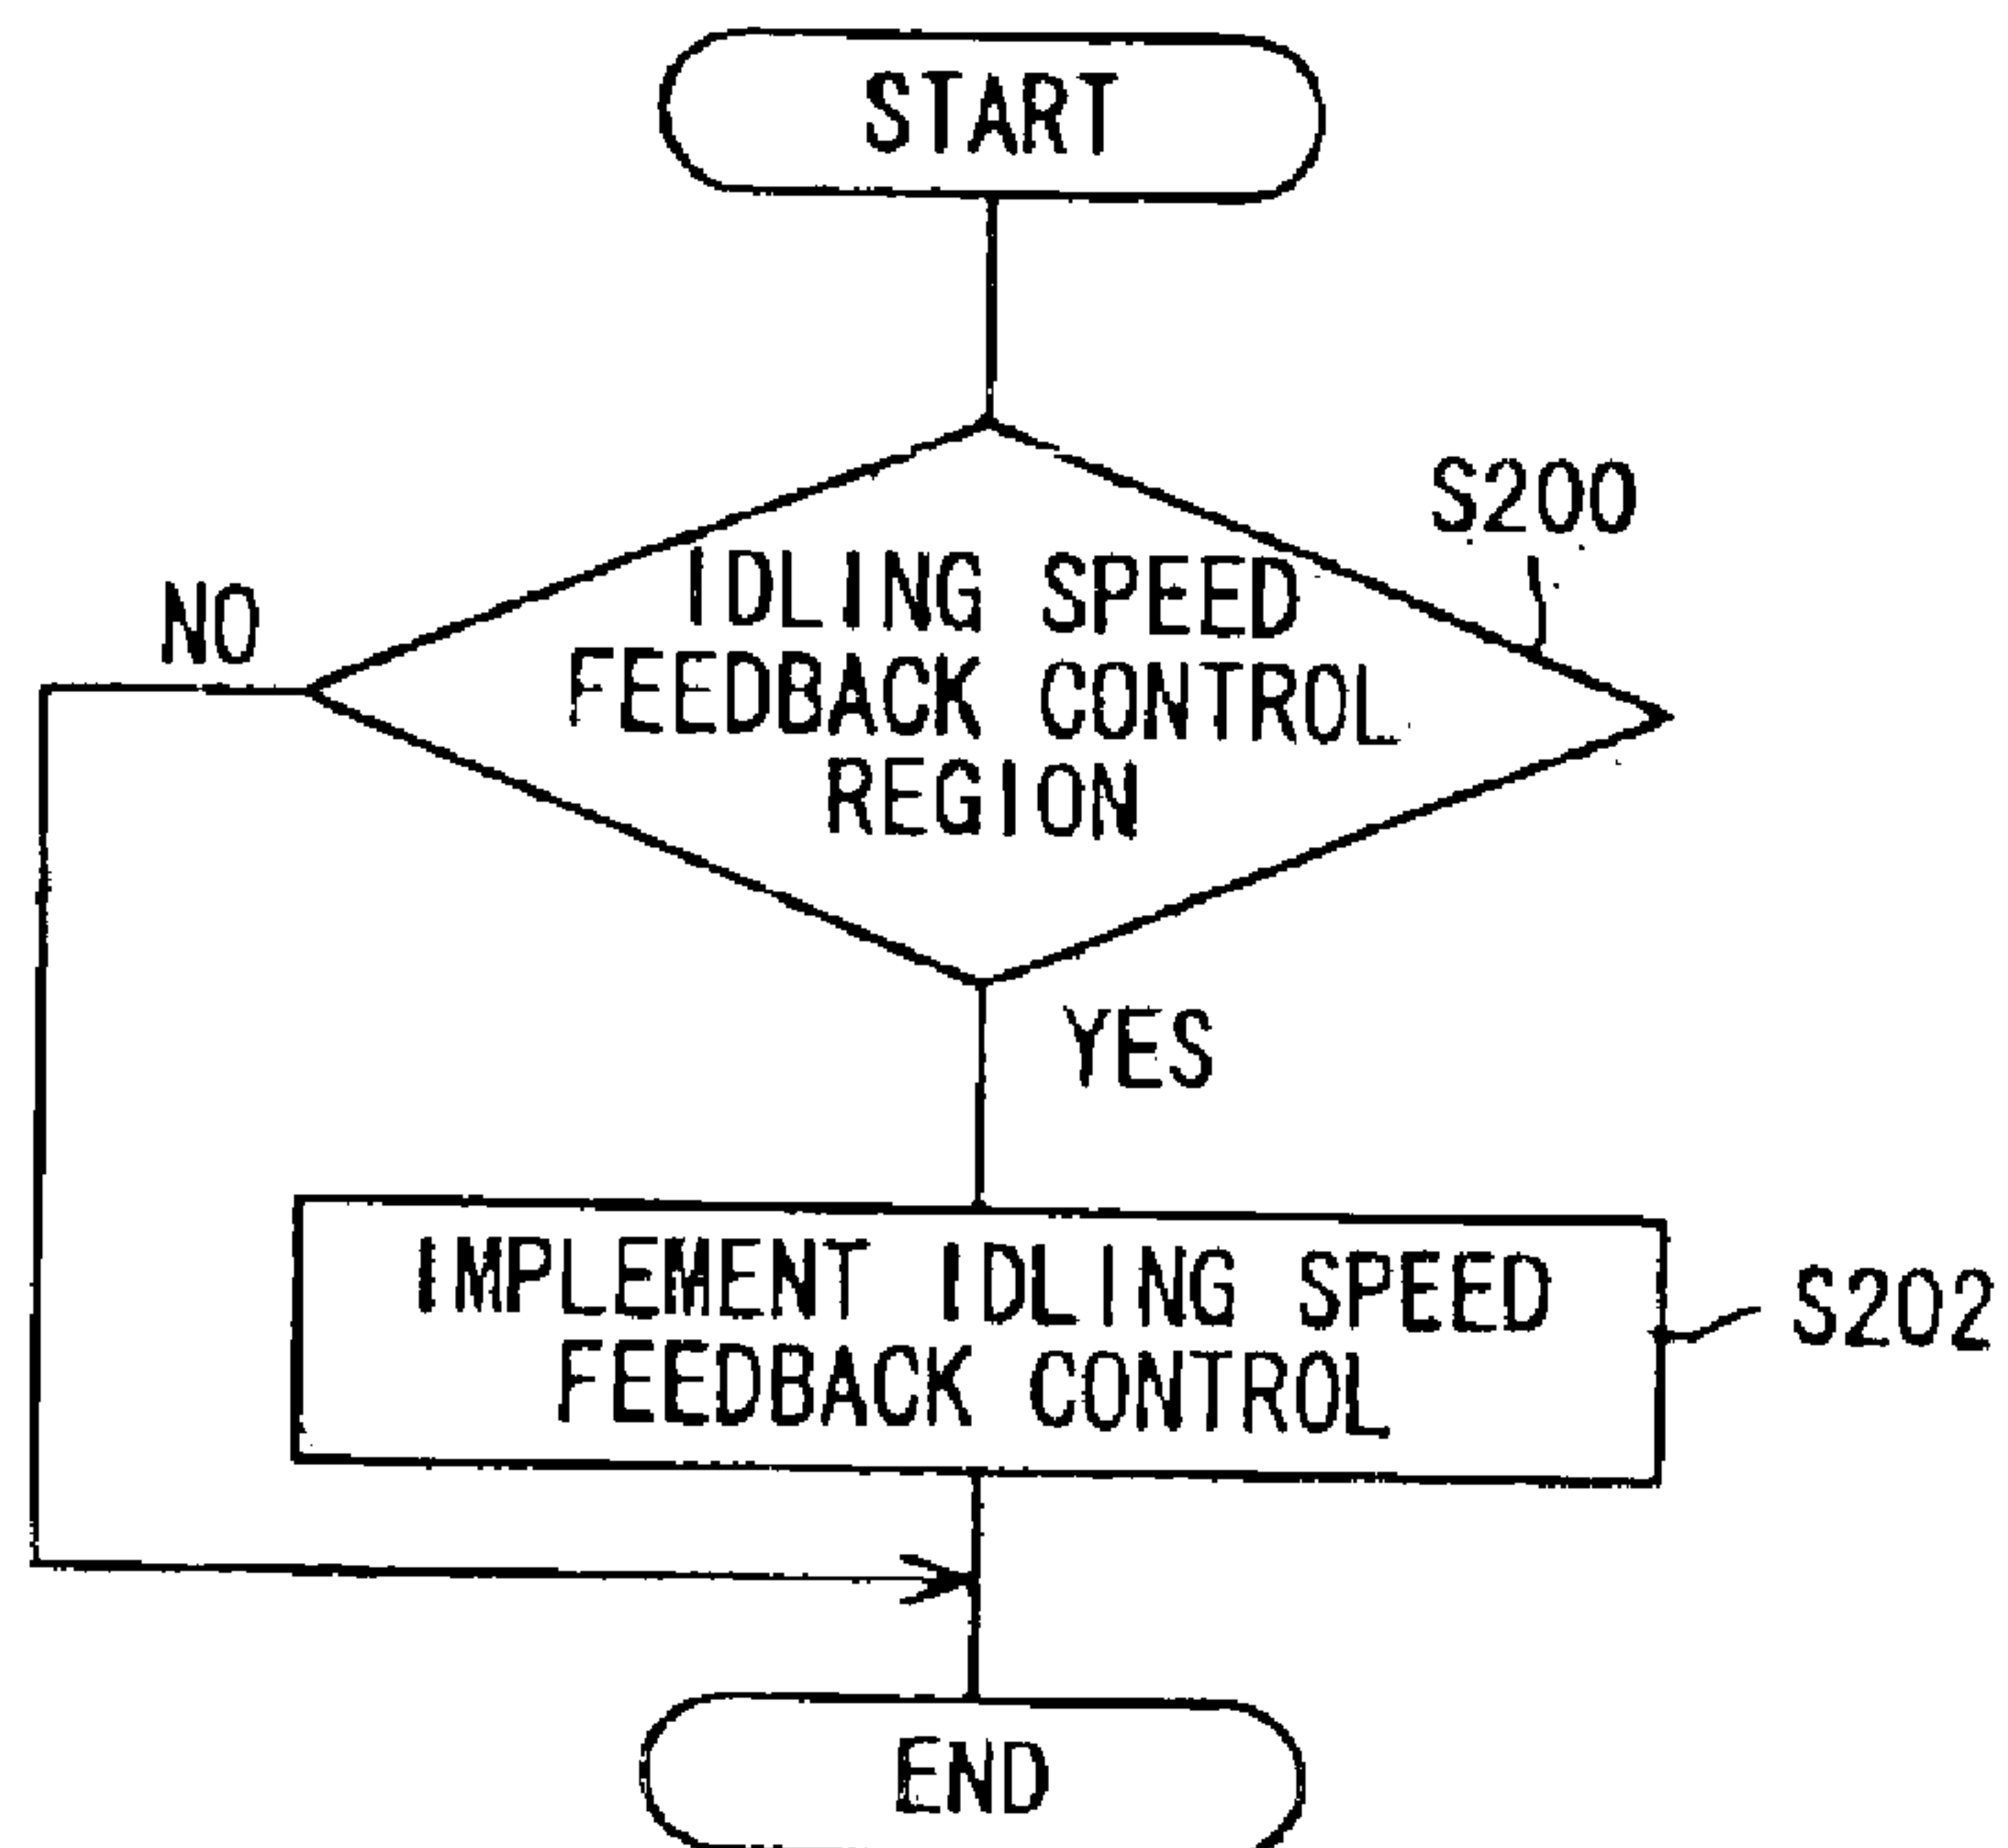 START
S200
IDLING SPEED
FEEDBACK CONTROL
REGION
NO
YES
IMPLEMENT IDLING SPEED
FEEDBACK CONTROL
S202
END